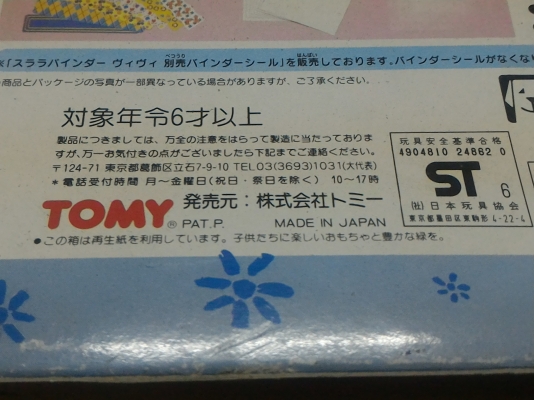 ※「スララバインダー ヴィヴィ 別売バインダーシール」を販売しております。バインダーシールがなくな
商品とパッケージの写真が一部異なっている場合がありますが、ご了承ください。
対象年令6才以上
製品につきましては、万全の注意をはらって製造に当たっておりま
すが、万一お気付きの点がございましたら下記までご連絡ください。
〒124-71 東京都葛飾区立石7-9-10 TEL03(3693)1031(大代表)
*電話受付時間 月~金曜日(祝日・祭日を除く) 10~17時
TOMY® 発売元:株式会社トミー
PAT.P. MADE IN JAPAN
●この箱は再生紙を利用しています。子供たちに楽しいおもちゃと豊かな緑を。
玩具安全基準合格
4904810 24862 0
ST 6
(社)日本玩具協会
東京都墨田区東駒形4-22-4